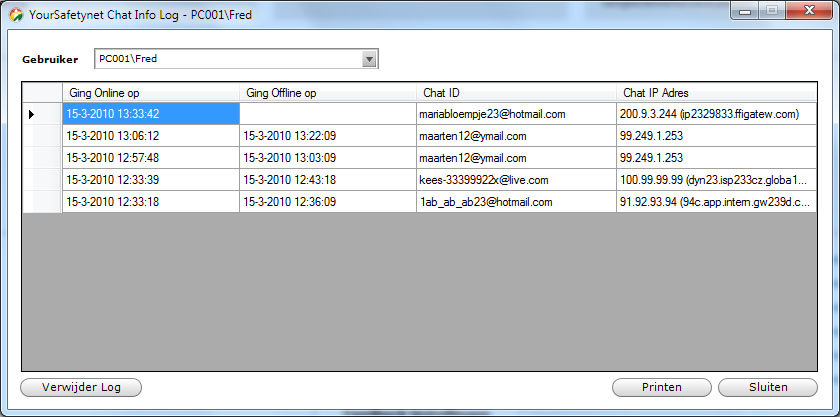 YourSafetynet Chat Info Log - PC001\Fred
Gebruiker PC001\Fred
Ging Online op Ging Offline op Chat ID Chat IP Adres
15-3-2010 13:33:42 mariabloempje23@hotmail.com 200.9.3.244 (ip2329833.ffigatew.com)
15-3-2010 13:06:12 15-3-2010 13:22:09 maarten12@ymail.com 99.249.1.253
15-3-2010 12:57:48 15-3-2010 13:03:09 maarten12@ymail.com 99.249.1.253
15-3-2010 12:33:39 15-3-2010 12:43:18 kees-33399922x@live.com 100.99.99.99 (dyn23.isp233cz.globa1...
15-3-2010 12:33:18 15-3-2010 12:36:09 1ab_ab_ab23@hotmail.com 91.92.93.94 (94c.app.intern.gw239d.c...
Verwijder Log Printen Sluiten